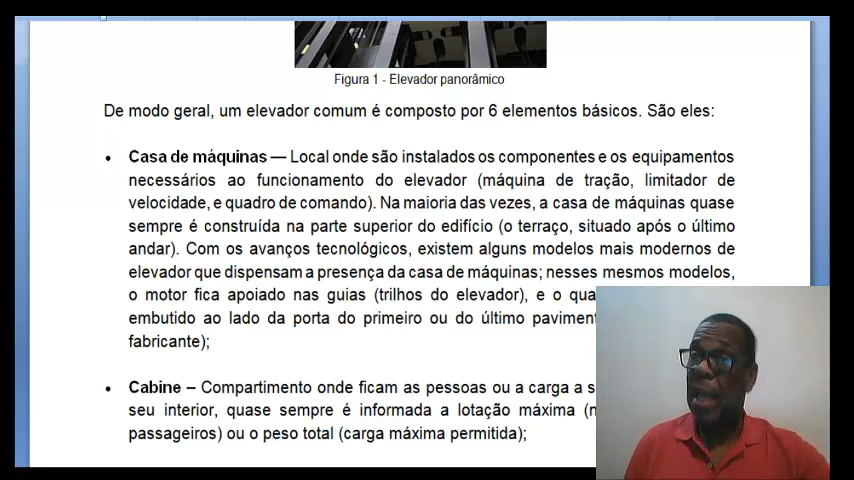 Figura 1 - Elevador panorâmico
De modo geral, um elevador comum é composto por 6 elementos básicos. São eles:
• Casa de máquinas — Local onde são instalados os componentes e os equipamentos
necessários ao funcionamento do elevador (máquina de tração, limitador de
velocidade, e quadro de comando). Na maioria das vezes, a casa de máquinas quase
sempre é construída na parte superior do edifício (o terraço, situado após o último
andar). Com os avanços tecnológicos, existem alguns modelos mais modernos de
elevador que dispensam a presença da casa de máquinas; nesses mesmos modelos,
o motor fica apoiado nas guias (trilhos do elevador), e o
embutido ao lado da porta do primeiro ou do último
fabricante);
• Cabine – Compartimento onde ficam as pessoas ou a carga a
seu interior, quase sempre é informada a lotação máxima
passageiros) ou o peso total (carga máxima permitida);